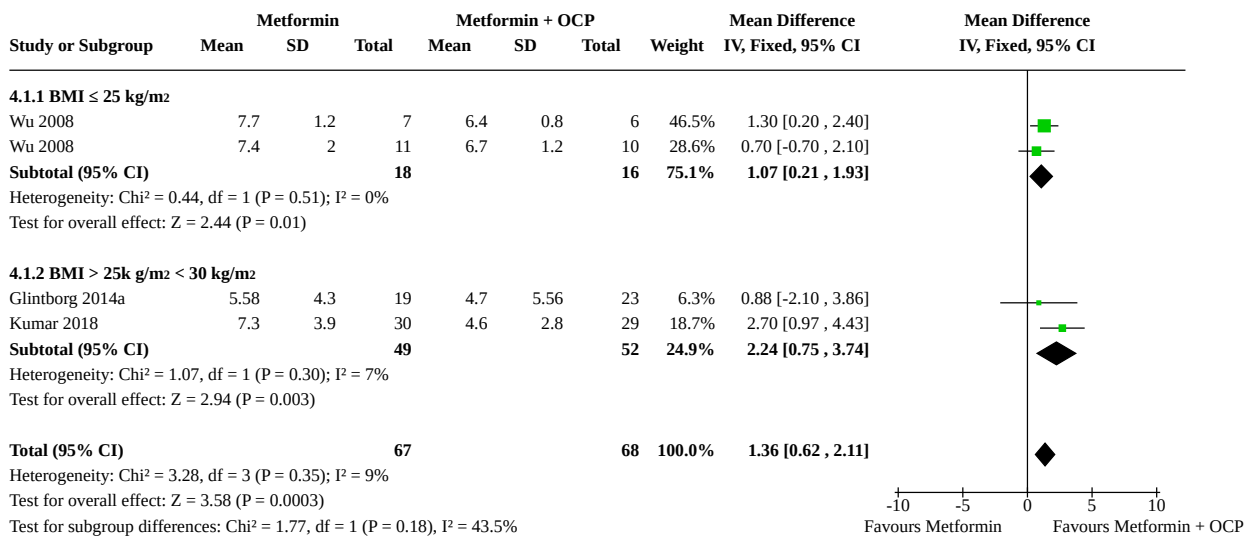 Metformin Metformin + OCP Mean Difference Mean Difference
Study or Subgroup Mean SD Total Mean SD Total Weight IV, Fixed, 95% CI IV, Fixed, 95% CI
4.1.1 BMI ≤ 25 kg/m2
Wu 2008 7.7 1.2 7 6.4 0.8 6 46.5% 1.30 [0.20 , 2.40]
Wu 2008 7.4 2 11 6.7 1.2 10 28.6% 0.70 [-0.70 , 2.10]
Subtotal (95% CI) 18 16 75.1% 1.07 [0.21 , 1.93]
Heterogeneity: Chi² = 0.44, df = 1 (P = 0.51); I² = 0%
Test for overall effect: Z = 2.44 (P = 0.01)
4.1.2 BMI > 25k g/m2 < 30 kg/m2
Glintborg 2014a 5.58 4.3 19 4.7 5.56 23 6.3% 0.88 [-2.10 , 3.86]
Kumar 2018 7.3 3.9 30 4.6 2.8 29 18.7% 2.70 [0.97 , 4.43]
Subtotal (95% CI) 49 52 24.9% 2.24 [0.75 , 3.74]
Heterogeneity: Chi² = 1.07, df = 1 (P = 0.30); I² = 7%
Test for overall effect: Z = 2.94 (P = 0.003)
Total (95% CI) 67 68 100.0% 1.36 [0.62 , 2.11]
Heterogeneity: Chi² = 3.28, df = 3 (P = 0.35); I² = 9%
Test for overall effect: Z = 3.58 (P = 0.0003)
Test for subgroup differences: Chi² = 1.77, df = 1 (P = 0.18), I² = 43.5%
-10 -5 0 5 10
Favours Metformin Favours Metformin + OCP